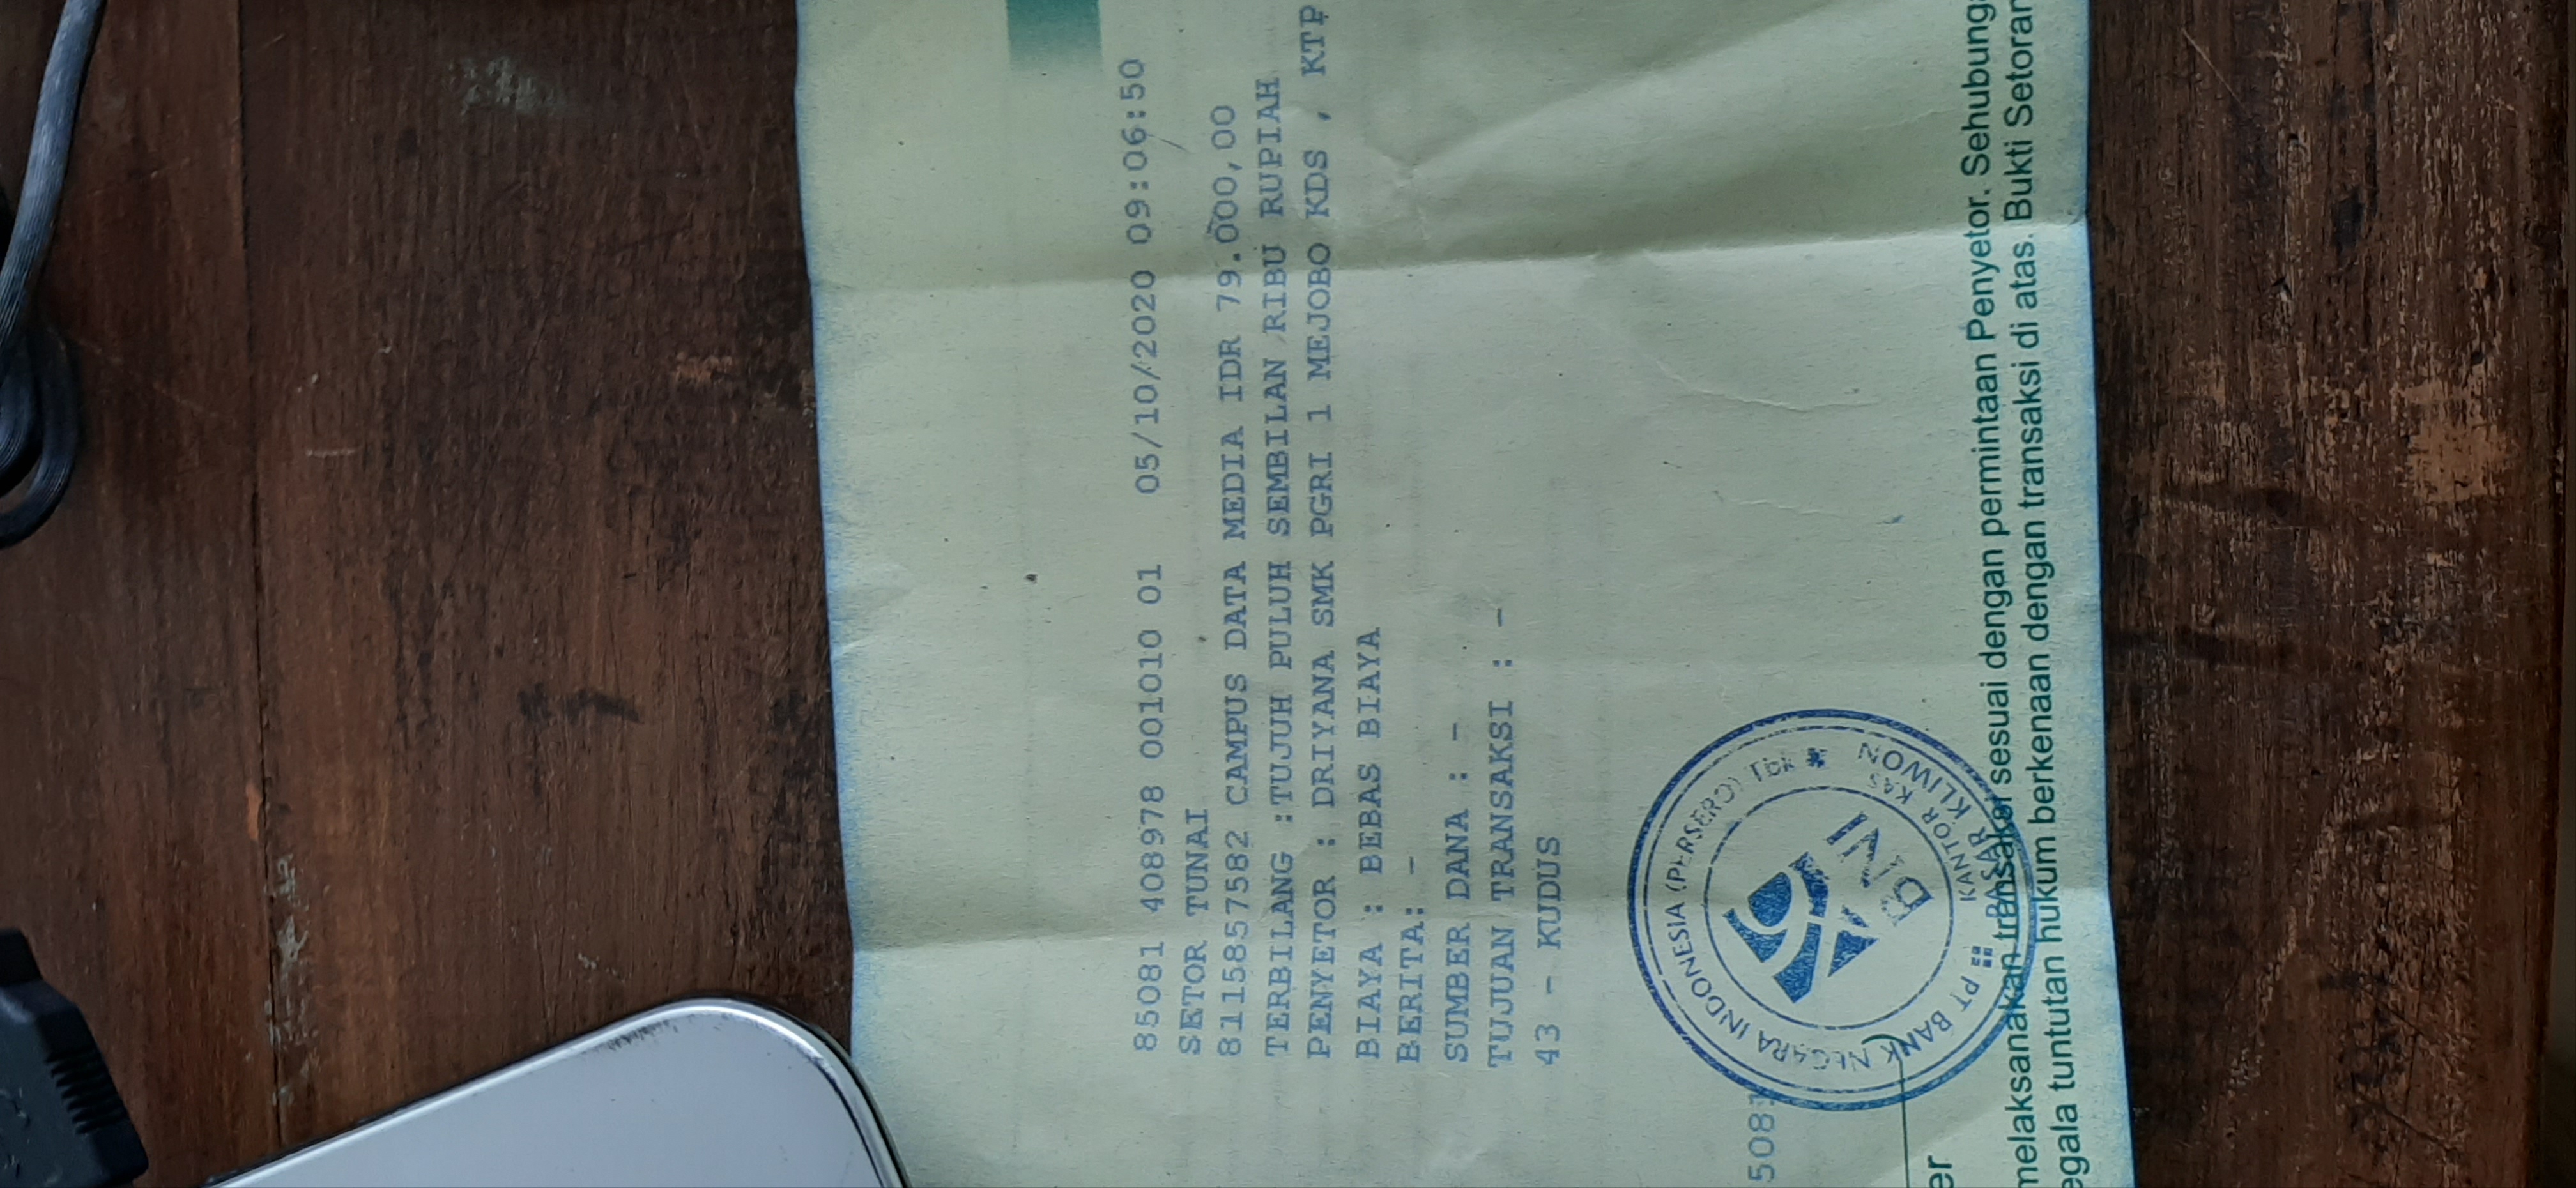 85081 408978 001010 01 05/10/2020 09:06:50
SETOR TUNAI
8115857582 CAMPUS DATA MEDIA IDR 79.000,00
TERBILANG :TUJUH PULUH SEMBILAN RIBU RUPIAH
PENYETOR : DRIYANA SMK PGRI 1 MEJOBO KDS , KTP
BIAYA : BEBAS BIAYA
BERITA: -
SUMBER DANA : -
TUJUAN TRANSAKSI : -
43 - KUDUS
PT BANK NEGARA INDONESIA (PERSERO) Tbk
BNI
KANTOR KAS
PASAR KLIWON
5081
er
melaksanakan transaksi sesuai dengan permintaan Penyetor. Sehubung
egala tuntutan hukum berkenaan dengan transaksi di atas. Bukti Setoran